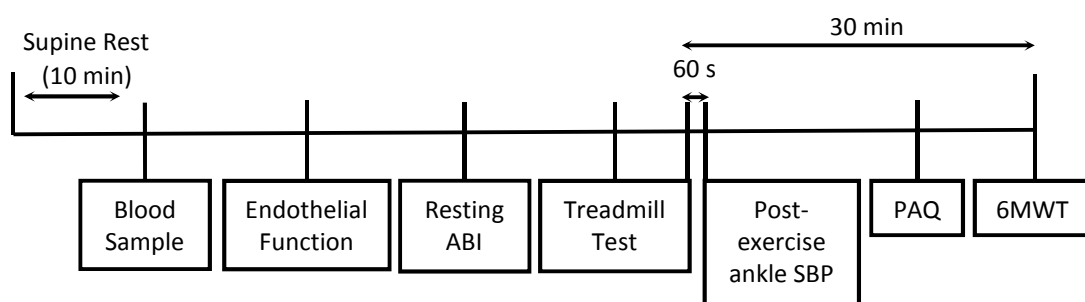 Supine Rest
(10 min)
30 min
60 s
Blood
Sample
Endothelial
Function
Resting
ABI
Treadmill
Test
Post-
exercise
ankle SBP
PAQ
6MWT